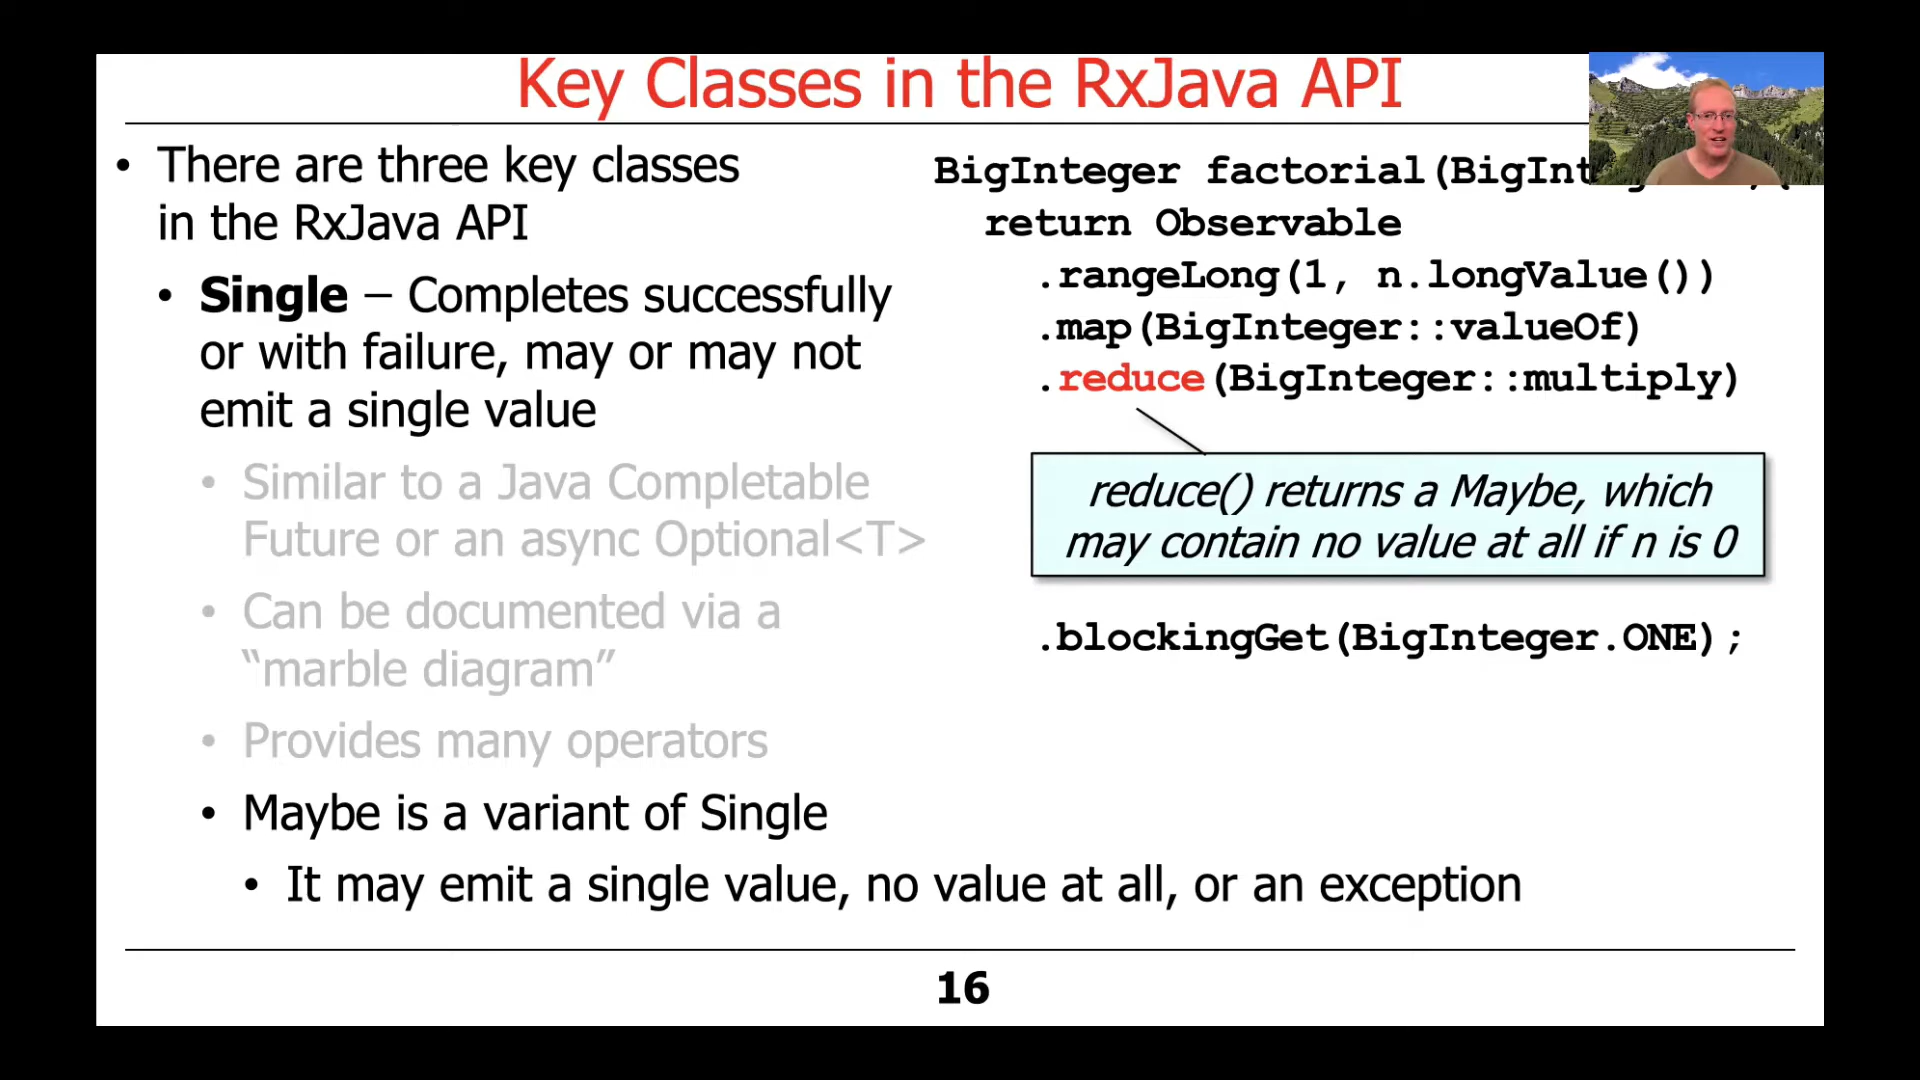 Key Classes in the RxJava API
• There are three key classes
in the RxJava API
• Single – Completes successfully
or with failure, may or may not
emit a single value
• Similar to a Java Completable
Future or an async Optional<T>
• Can be documented via a
“marble diagram”
• Provides many operators
• Maybe is a variant of Single
• It may emit a single value, no value at all, or an exception
BigInteger factorial(BigInt
return Observable
.rangeLong(1, n.longValue())
.map(BigInteger::valueOf)
.reduce(BigInteger::multiply)
reduce() returns a Maybe, which
may contain no value at all if n is 0
.blockingGet(BigInteger.ONE);
16